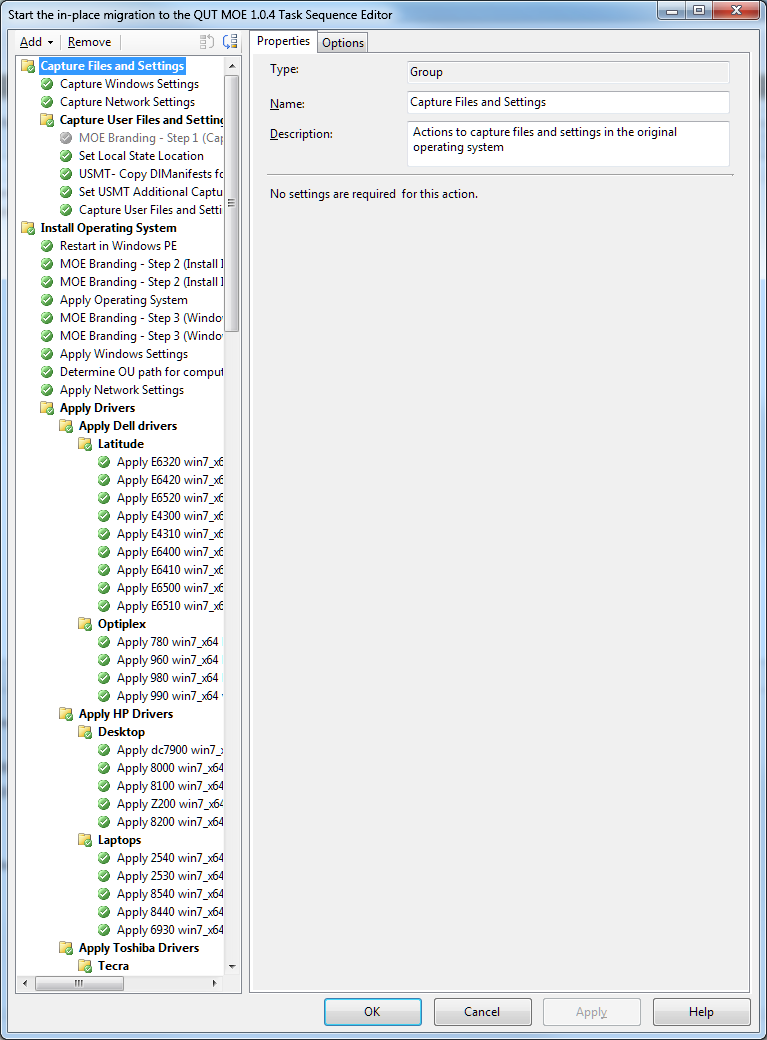 Start the in-place migration to the QUT MOE 1.0.4 Task Sequence Editor
Add Remove
Capture Files and Settings
Capture Windows Settings
Capture Network Settings
Capture User Files and Setting
MOE Branding - Step 1 (Cap
Set Local State Location
USMT- Copy DIManifests fo
Set USMT Additional Captu
Capture User Files and Setti
Install Operating System
Restart in Windows PE
MOE Branding - Step 2 (Install I
MOE Branding - Step 2 (Install I
Apply Operating System
MOE Branding - Step 3 (Windo
MOE Branding - Step 3 (Windo
Apply Windows Settings
Determine OU path for comput
Apply Network Settings
Apply Drivers
Apply Dell drivers
Latitude
Apply E6320 win7_x6
Apply E6420 win7_x6
Apply E6520 win7_x6
Apply E4300 win7_x6
Apply E4310 win7_x6
Apply E6400 win7_x6
Apply E6410 win7_x6
Apply E6500 win7_x6
Apply E6510 win7_x6
Optiplex
Apply 780 win7_x64
Apply 960 win7_x64
Apply 980 win7_x64
Apply 990 win7_x64
Apply HP Drivers
Desktop
Apply dc7900 win7_x
Apply 8000 win7_x64
Apply 8100 win7_x64
Apply Z200 win7_x64
Apply 8200 win7_x64
Laptops
Apply 2540 win7_x64
Apply 2530 win7_x64
Apply 8540 win7_x64
Apply 8440 win7_x64
Apply 6930 win7_x64
Apply Toshiba Drivers
Tecra
Properties Options
Type: Group
Name: Capture Files and Settings
Description: Actions to capture files and settings in the original
operating system
No settings are required for this action.
OK Cancel Apply Help